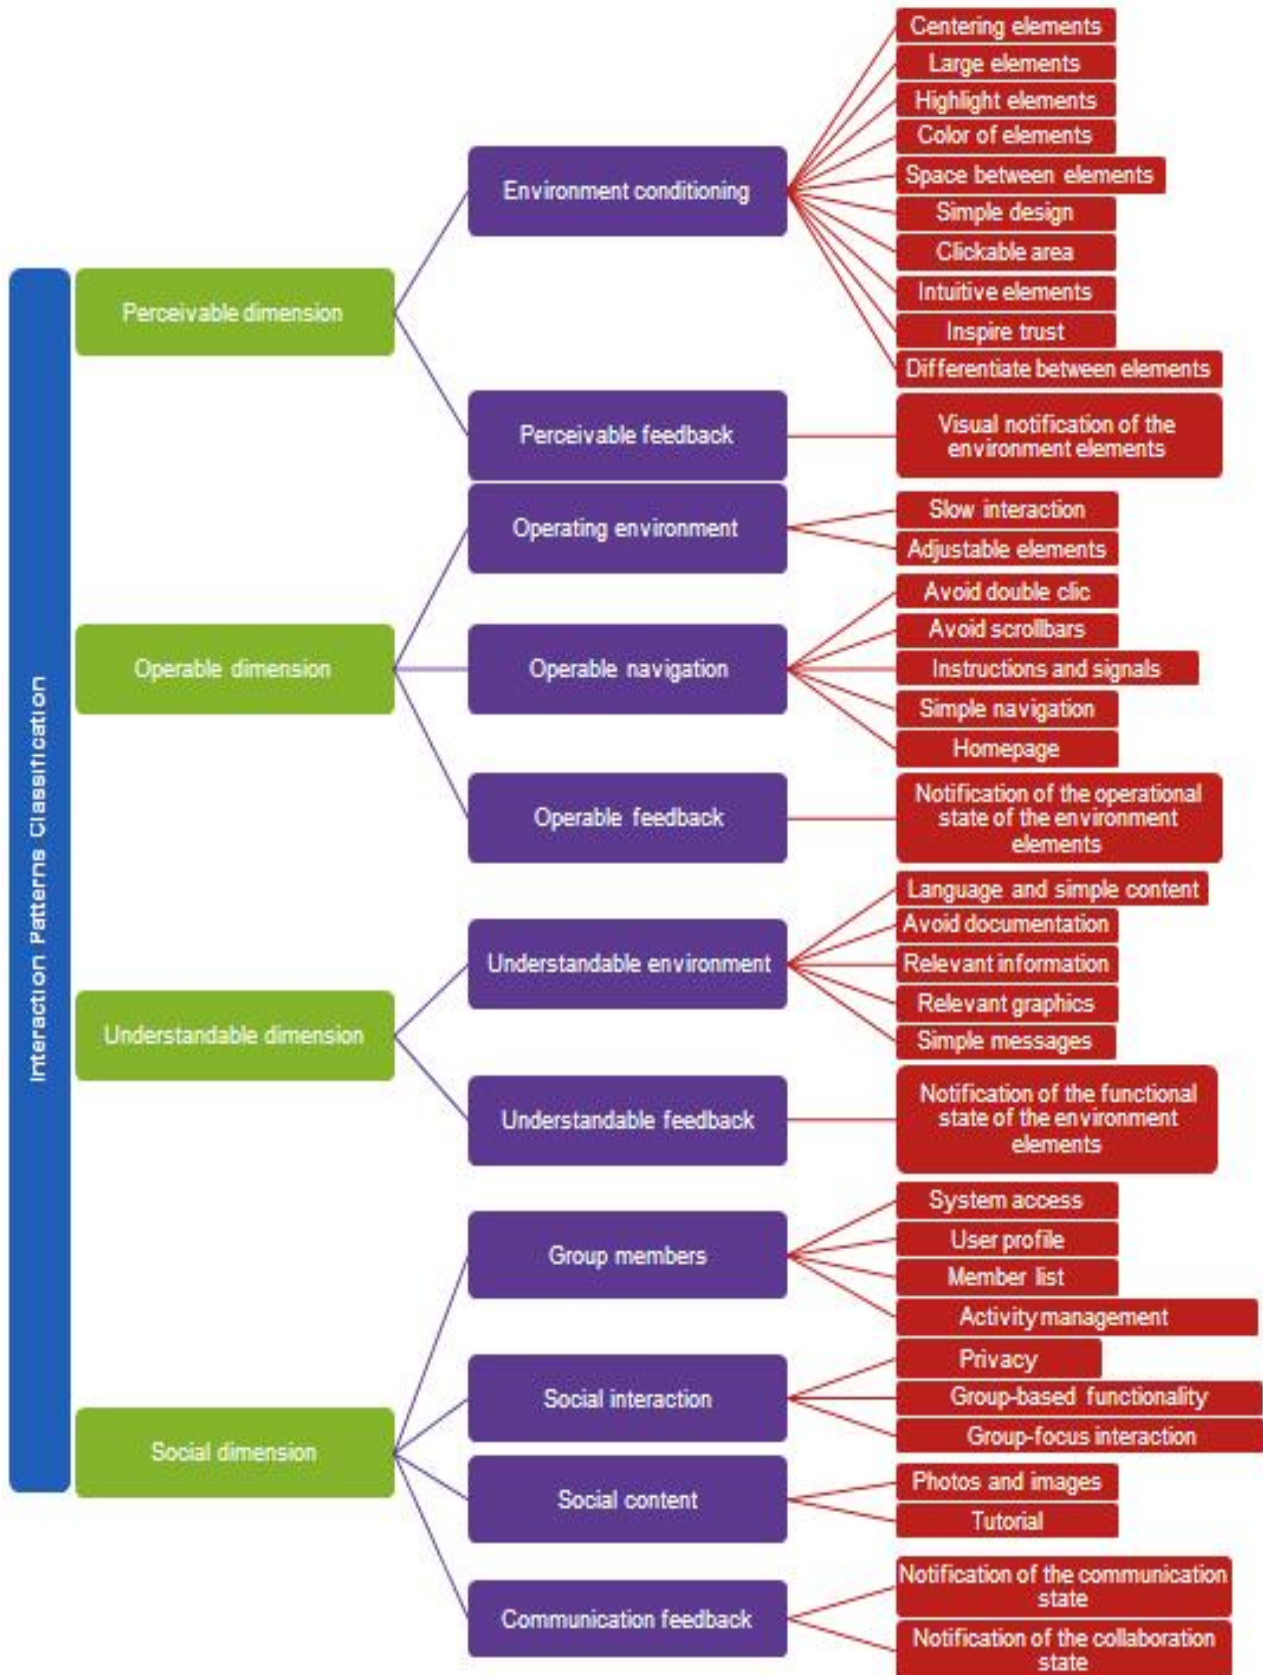 Interaction Patterns Classification
Perceivable dimension
Environment conditioning
Centering elements
Large elements
Highlight elements
Color of elements
Space between elements
Simple design
Clickable area
Intuitive elements
Inspire trust
Differentiate between elements
Perceivable feedback
Visual notification of the
environment elements
Operable dimension
Operating environment
Slow interaction
Adjustable elements
Operable navigation
Avoid double clic
Avoid scrollbars
Instructions and signals
Simple navigation
Homepage
Operable feedback
Notification of the operational
state of the environment
elements
Understandable dimension
Understandable environment
Language and simple content
Avoid documentation
Relevant information
Relevant graphics
Simple messages
Understandable feedback
Notification of the functional
state of the environment
elements
Social dimension
Group members
System access
User profile
Member list
Activity management
Social interaction
Privacy
Group-based functionality
Group-focus interaction
Social content
Photos and images
Tutorial
Communication feedback
Notification of the communication
state
Notification of the collaboration
state